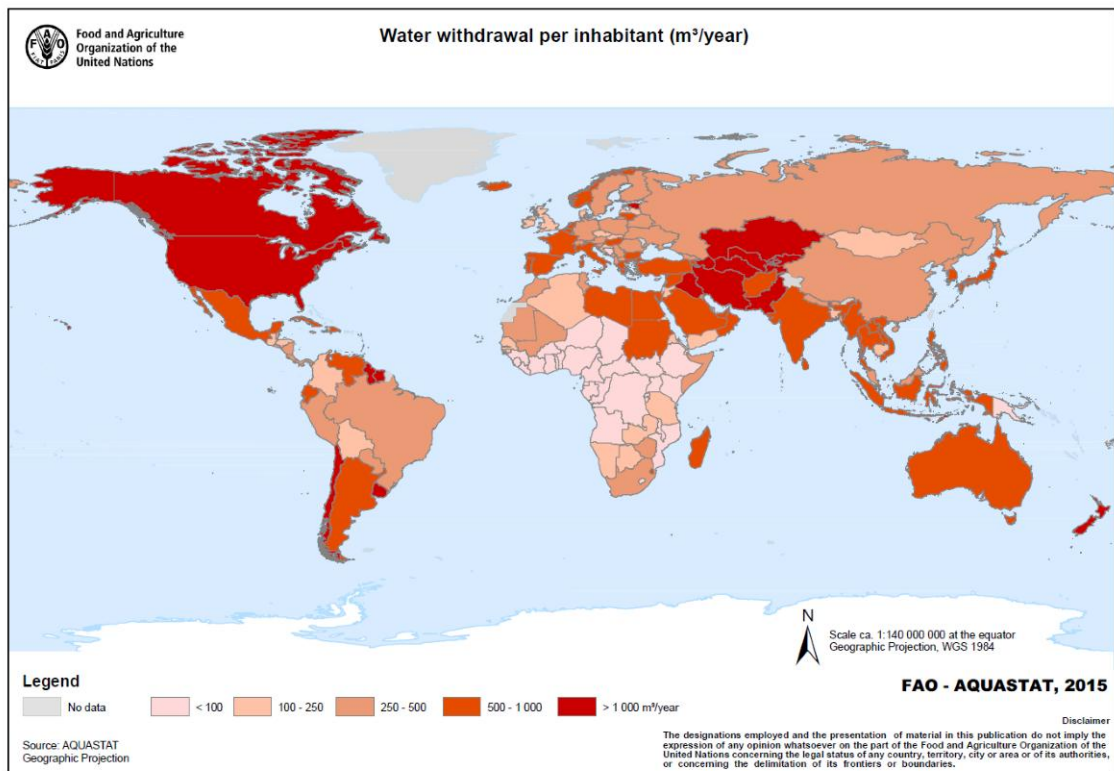 Food and Agriculture
Organization of the
United Nations
F A O
FIAT PANIS
Water withdrawal per inhabitant (m³/year)
N
Scale ca. 1:140 000 000 at the equator
Geographic Projection, WGS 1984
Legend
No data
< 100
100 - 250
250 - 500
500 - 1 000
> 1 000 m³/year
FAO - AQUASTAT, 2015
Source: AQUASTAT
Geographic Projection
Disclaimer
The designations employed and the presentation of material in this publication do not imply the
expression of any opinion whatsoever on the part of the Food and Agriculture Organization of the
United Nations concerning the legal status of any country, territory, city or area or of its authorities,
or concerning the delimitation of its frontiers or boundaries.